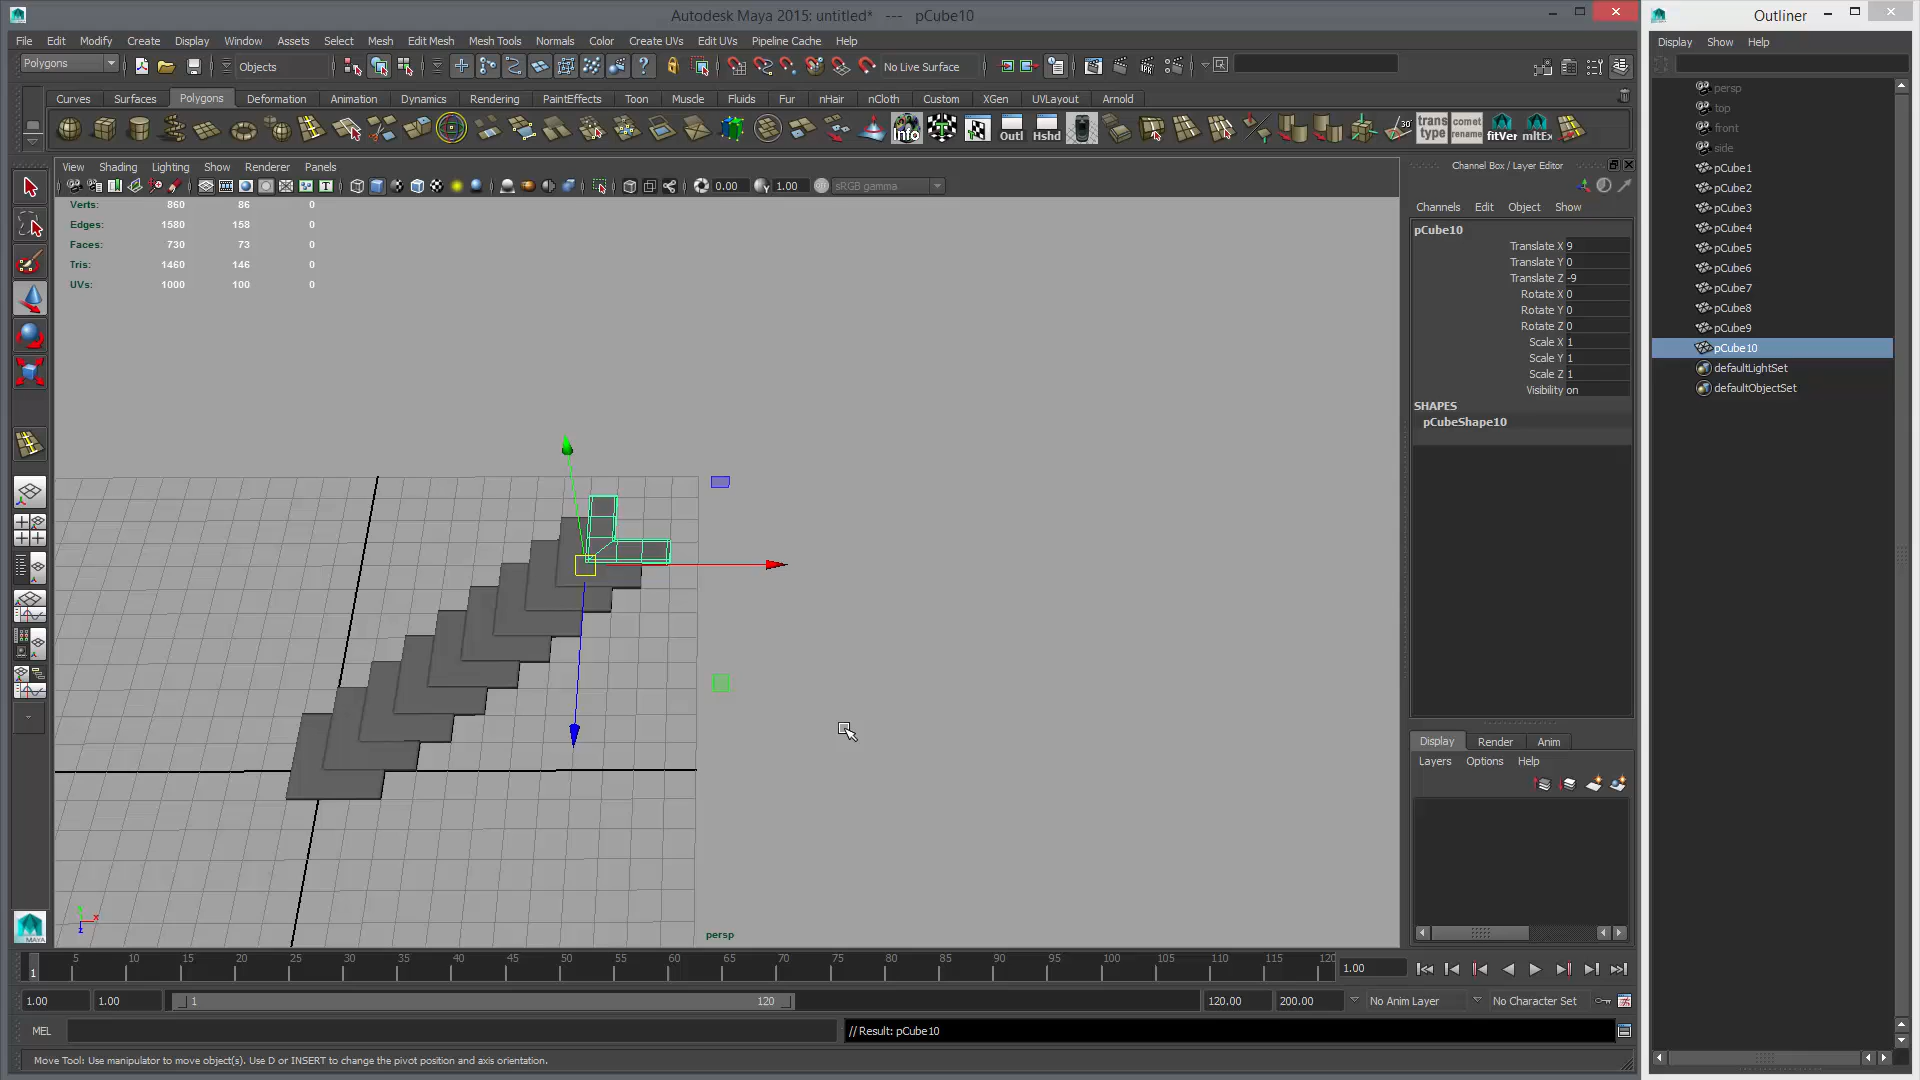 Autodesk Maya 2015: untitled* --- pCube10
Outliner
File Edit Modify Create Display Window Assets Select Mesh Edit Mesh Mesh Tools Normals Color Create UVs Edit UVs Pipeline Cache Help
Display Show Help
Polygons
Objects
No Live Surface
Curves Surfaces Polygons Deformation Animation Dynamics Rendering PaintEffects Toon Muscle Fluids Fur nHair nCloth Custom XGen UVLayout Arnold
Info
Outl
Hshd
30
trans type
comet rename
fitVer
mltEx
View Shading Lighting Show Renderer Panels
0.00
1.00
sRGB gamma
Verts: 860 86 0
Edges: 1580 158 0
Faces: 730 73 0
Tris: 1460 146 0
UVs: 1000 100 0
persp
x
z
MAYA
Channel Box / Layer Editor
Channels Edit Object Show
pCube10
Translate X 9
Translate Y 0
Translate Z -9
Rotate X 0
Rotate Y 0
Rotate Z 0
Scale X 1
Scale Y 1
Scale Z 1
Visibility on
SHAPES
pCubeShape10
Display Render Anim
Layers Options Help
persp
top
front
side
pCube1
pCube2
pCube3
pCube4
pCube5
pCube6
pCube7
pCube8
pCube9
pCube10
defaultLightSet
defaultObjectSet
1 5 10 15 20 25 30 35 40 45 50 55 60 65 70 75 80 85 90 95 100 105 110 115 120
1.00
1.00 1.00 1 120 120.00 200.00 No Anim Layer No Character Set
MEL
// Result: pCube10
Move Tool: Use manipulator to move object(s). Use D or INSERT to change the pivot position and axis orientation.